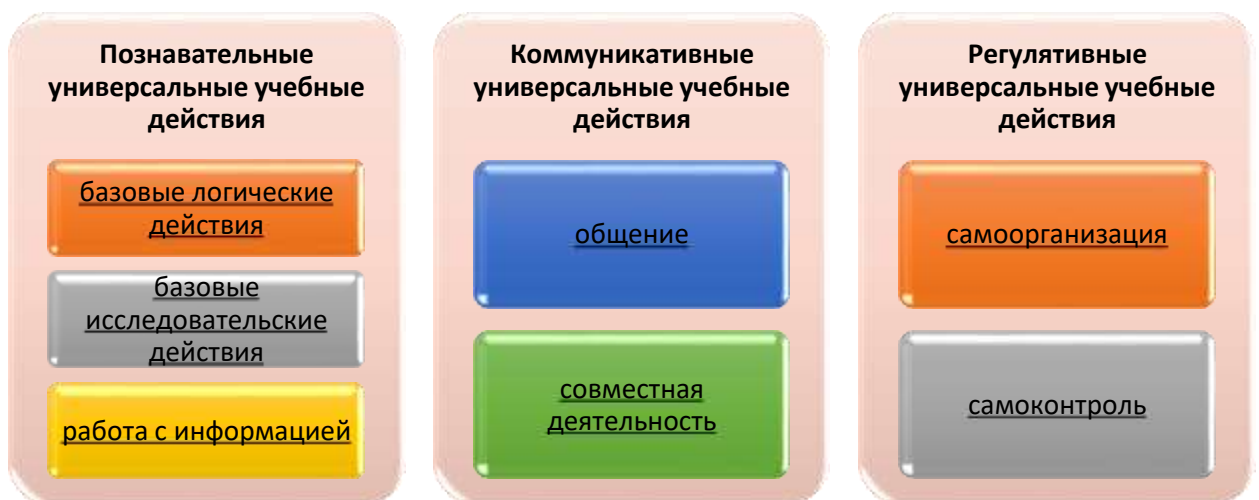 Познавательные
универсальные учебные
действия
базовые логические
действия
базовые
исследовательские
действия
работа с информацией
Коммуникативные
универсальные учебные
действия
общение
совместная
деятельность
Регулятивные
универсальные учебные
действия
самоорганизация
самоконтроль